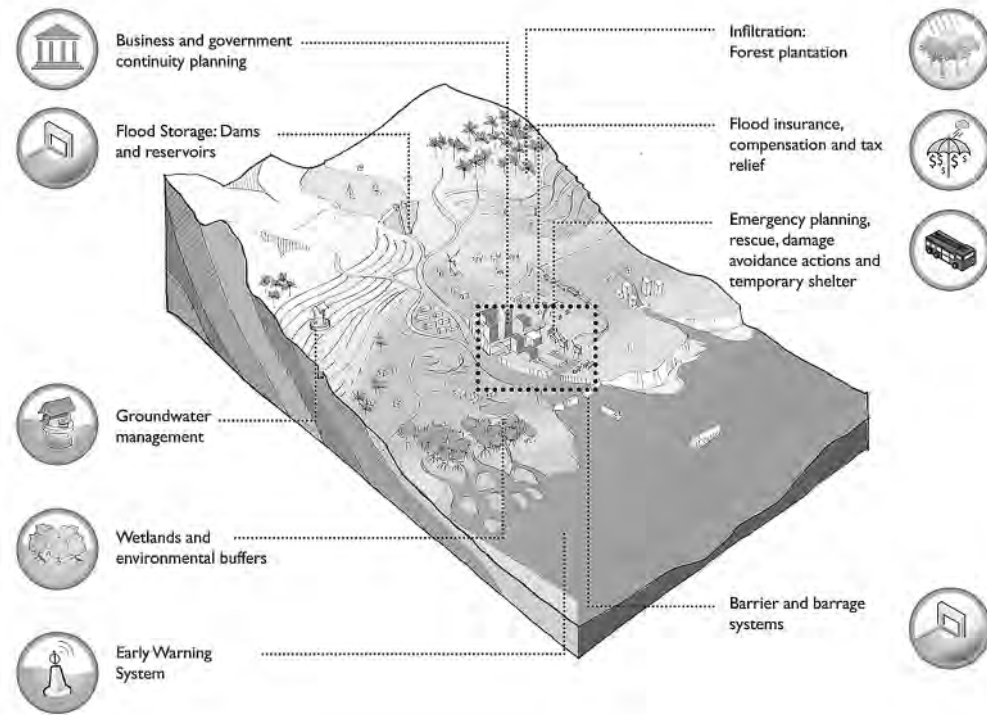 Business and government
continuity planning
Flood Storage: Dams
and reservoirs
Groundwater
management
Wetlands and
environmental buffers
Early Warning
System
Infiltration:
Forest plantation
Flood insurance,
compensation and tax
relief
$$ $$
Emergency planning,
rescue, damage
avoidance actions and
temporary shelter
Barrier and barrage
systems